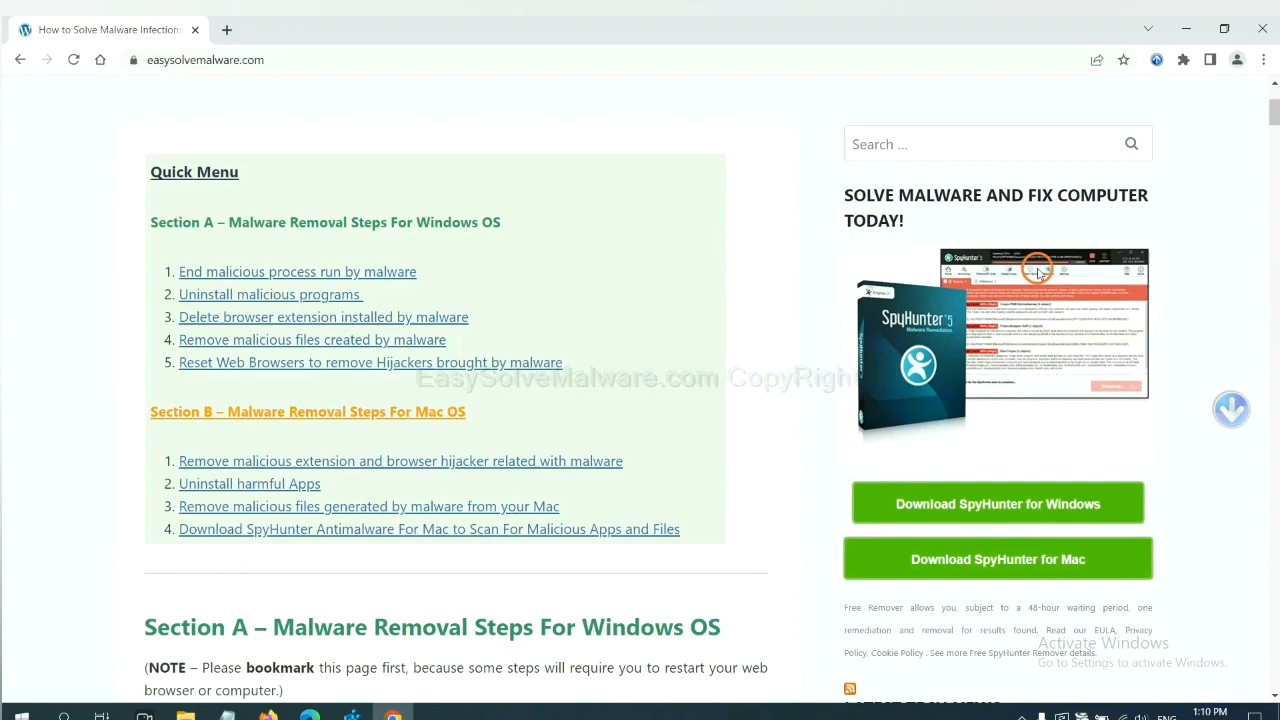 How to Solve Malware Infections
easysolvemalware.com
Quick Menu
Section A – Malware Removal Steps For Windows OS
1. End malicious process run by malware
2. Uninstall malicious programs
3. Delete browser extension installed by malware
4. Remove malicious files created by malware
5. Reset Web Browser to remove Hijackers brought by malware
Section B – Malware Removal Steps For Mac OS
1. Remove malicious extension and browser hijacker related with malware
2. Uninstall harmful Apps
3. Remove malicious files generated by malware from your Mac
4. Download SpyHunter Antimalware For Mac to Scan For Malicious Apps and Files
Section A – Malware Removal Steps For Windows OS
(NOTE – Please bookmark this page first, because some steps will require you to restart your web
browser or computer.)
EasySolveMalware.com CopyRight
Search ...
SOLVE MALWARE AND FIX COMPUTER
TODAY!
SpyHunter 5
SpyHunter 5
Malware Remediation
Download SpyHunter for Windows
Download SpyHunter for Mac
Free Remover allows you, subject to a 48-hour waiting period, one
remediation and removal for results found. Read our EULA, Privacy
Policy, Cookie Policy . See more Free SpyHunter Remover details.
Activate Windows
Go to Settings to activate Windows.
LATEST TECH NEWS
ENG
1:10 PM